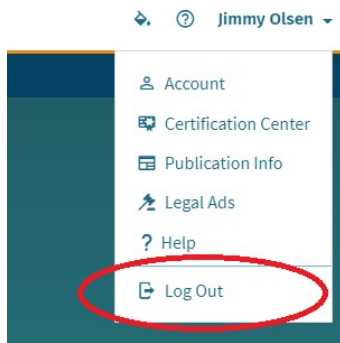 Jimmy Olsen
Account
Certification Center
Publication Info
Legal Ads
Help
Log Out